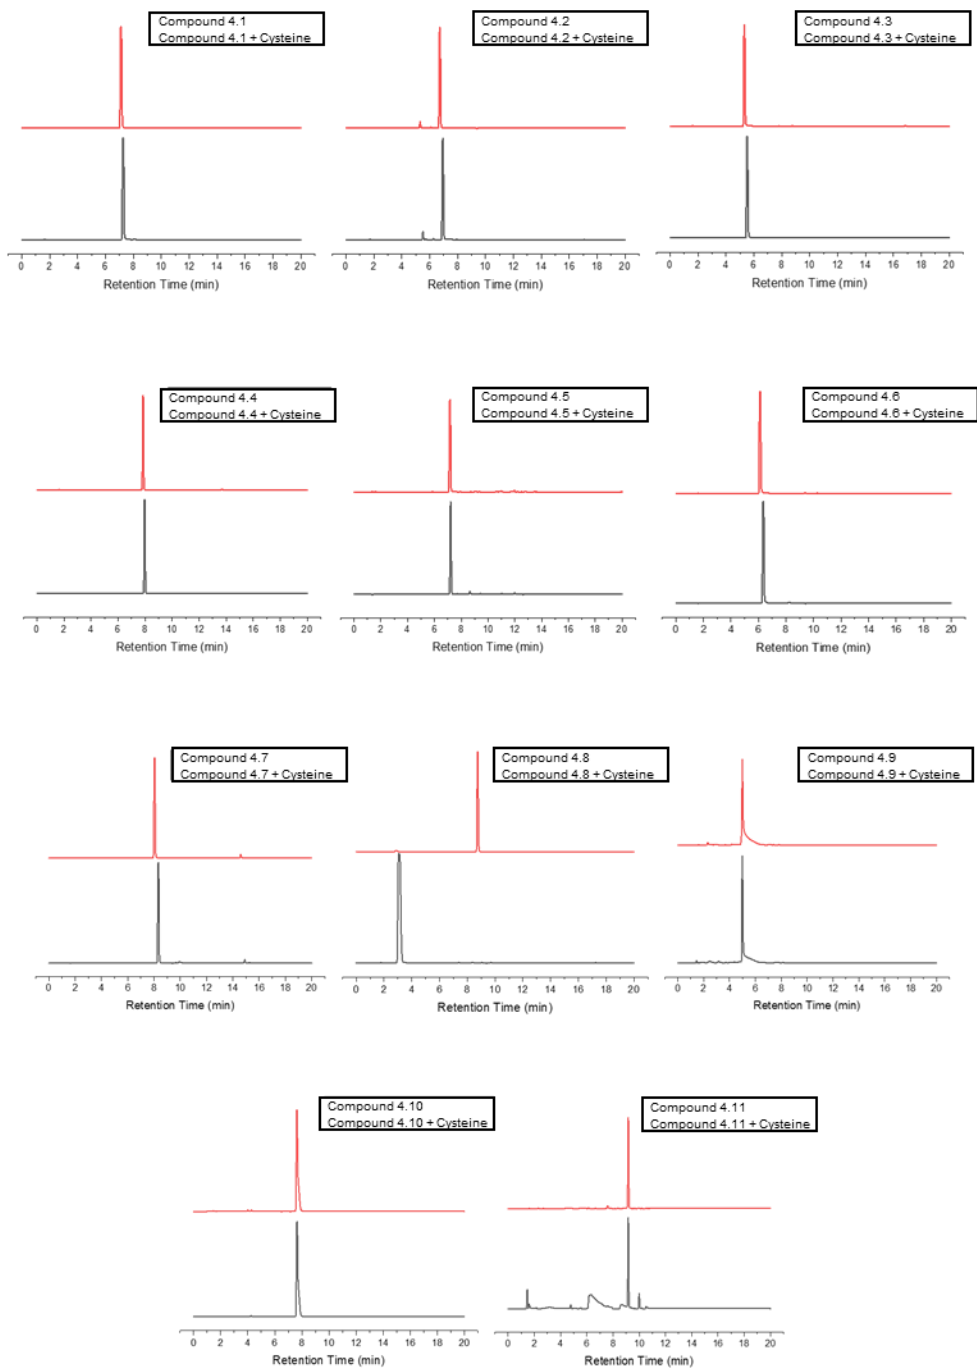 Compound 4.1
Compound 4.1 + Cysteine
0 2 4 6 8 10 12 14 16 18 20
Retention Time (min)
Compound 4.2
Compound 4.2 + Cysteine
0 2 4 6 8 10 12 14 16 18 20
Retention Time (min)
Compound 4.3
Compound 4.3 + Cysteine
0 2 4 6 8 10 12 14 16 18 20
Retention Time (min)
Compound 4.4
Compound 4.4 + Cysteine
0 2 4 6 8 10 12 14 16 18 20
Retention Time (min)
Compound 4.5
Compound 4.5 + Cysteine
0 2 4 6 8 10 12 14 16 18 20
Retention Time (min)
Compound 4.6
Compound 4.6 + Cysteine
0 2 4 6 8 10 12 14 16 18 20
Retention Time (min)
Compound 4.7
Compound 4.7 + Cysteine
0 2 4 6 8 10 12 14 16 18 20
Retention Time (min)
Compound 4.8
Compound 4.8 + Cysteine
0 2 4 6 8 10 12 14 16 18 20
Retention Time (min)
Compound 4.9
Compound 4.9 + Cysteine
0 2 4 6 8 10 12 14 16 18 20
Retention Time (min)
Compound 4.10
Compound 4.10 + Cysteine
0 2 4 6 8 10 12 14 16 18 20
Retention Time (min)
Compound 4.11
Compound 4.11 + Cysteine
0 2 4 6 8 10 12 14 16 18 20
Retention Time (min)